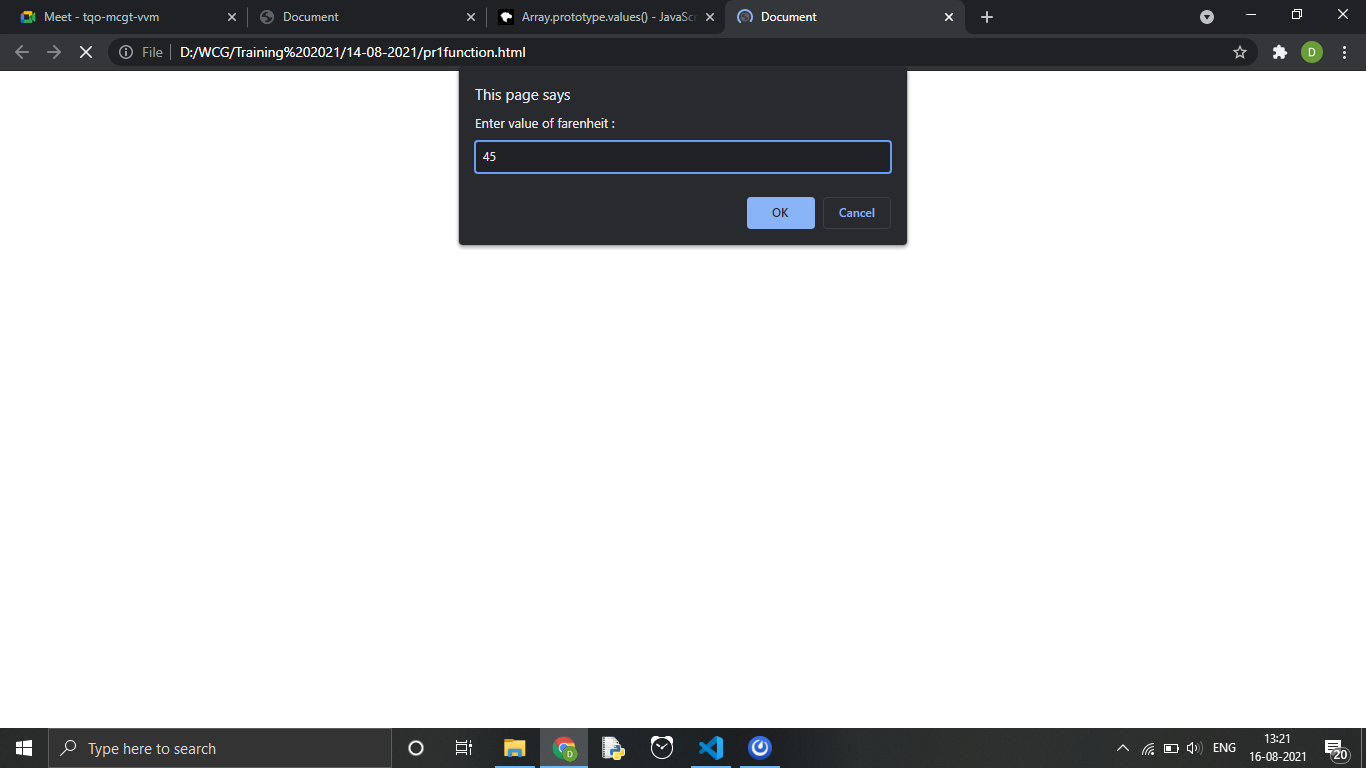 Meet - tqo-mcgt-vvm
Document
Array.prototype.values() - JavaSc
Document
File
D:/WCG/Training%202021/14-08-2021/pr1function.html
D
This page says
Enter value of farenheit :
45
OK
Cancel
Type here to search
D
ENG
13:21
16-08-2021
20